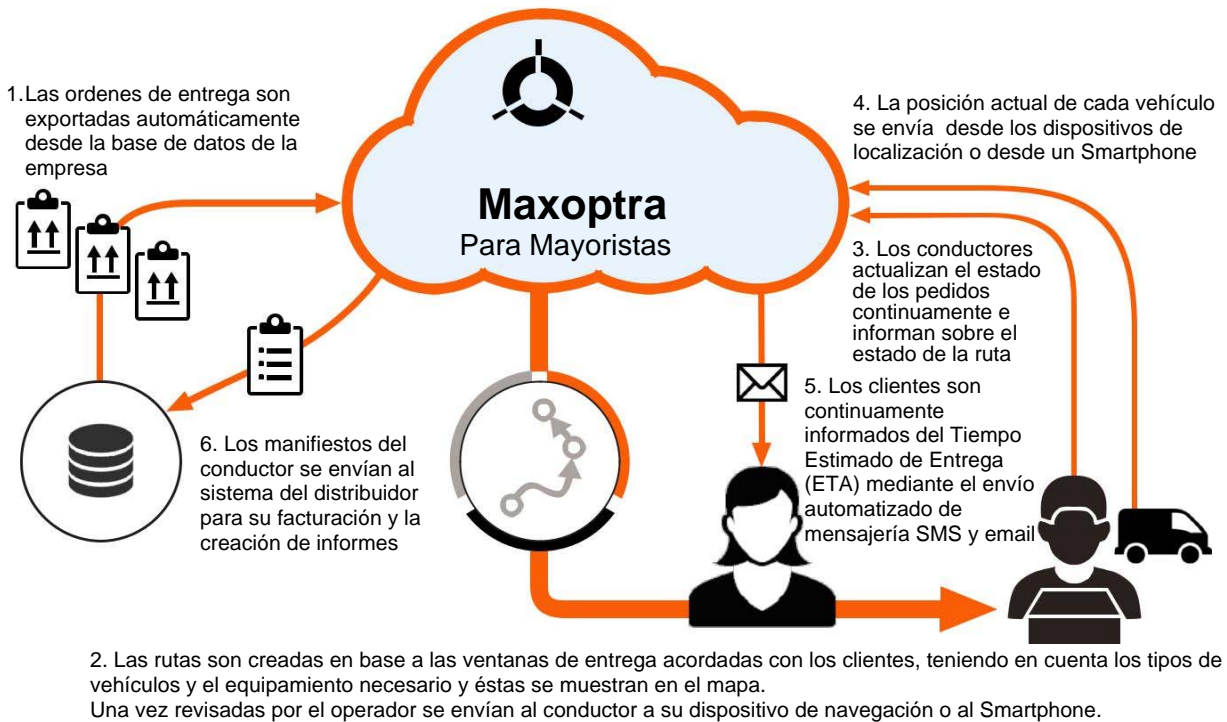 1.Las ordenes de entrega son
exportadas automáticamente
desde la base de datos de la
empresa
Maxoptra
Para Mayoristas
4. La posición actual de cada vehículo
se envía  desde los dispositivos de
localización o desde un Smartphone
3. Los conductores
actualizan el estado
de los pedidos
continuamente e
informan sobre el
estado de la ruta
5. Los clientes son
continuamente
informados del Tiempo
Estimado de Entrega
(ETA) mediante el envío
automatizado de
mensajería SMS y email
6. Los manifiestos del
conductor se envían al
sistema del distribuidor
para su facturación y la
creación de informes
2. Las rutas son creadas en base a las ventanas de entrega acordadas con los clientes, teniendo en cuenta los tipos de
vehículos y el equipamiento necesario y éstas se muestran en el mapa.
Una vez revisadas por el operador se envían al conductor a su dispositivo de navegación o al Smartphone.